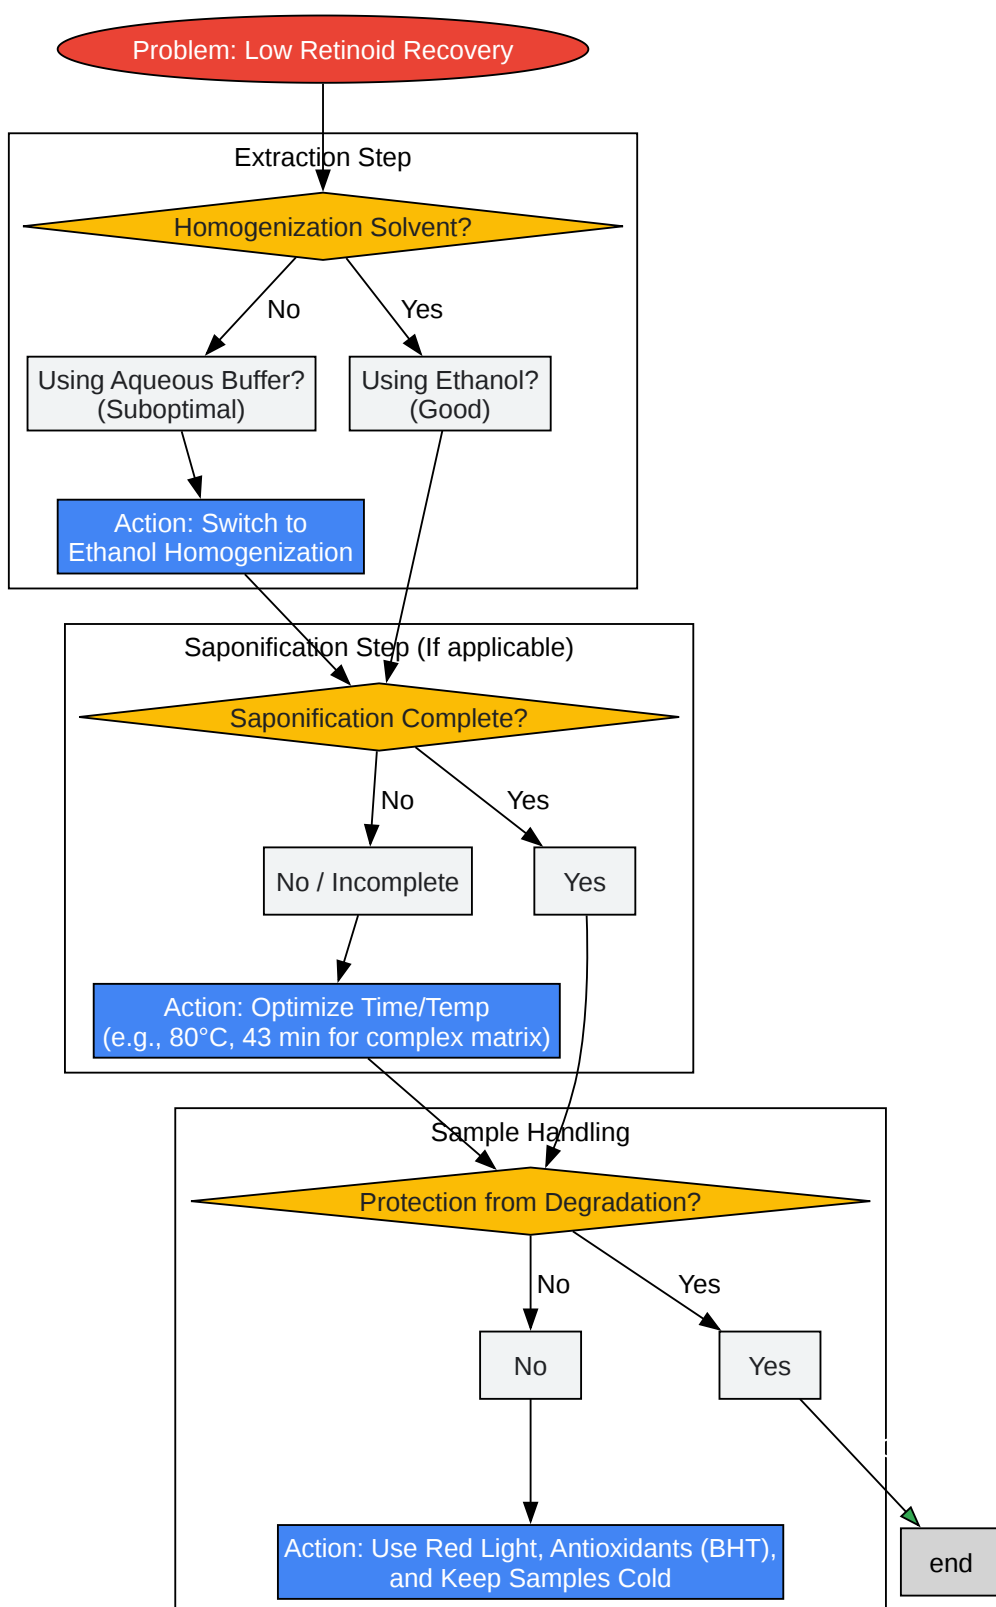 Problem: Low Retinoid Recovery
Extraction Step
Homogenization Solvent?
No
Yes
Using Aqueous Buffer?
(Suboptimal)
Using Ethanol?
(Good)
Action: Switch to
Ethanol Homogenization
Saponification Step (If applicable)
Saponification Complete?
No
Yes
No / Incomplete
Yes
Action: Optimize Time/Temp
(e.g., 80°C, 43 min for complex matrix)
Sample Handling
Protection from Degradation?
No
Yes
No
Yes
Action: Use Red Light, Antioxidants (BHT),
and Keep Samples Cold
end